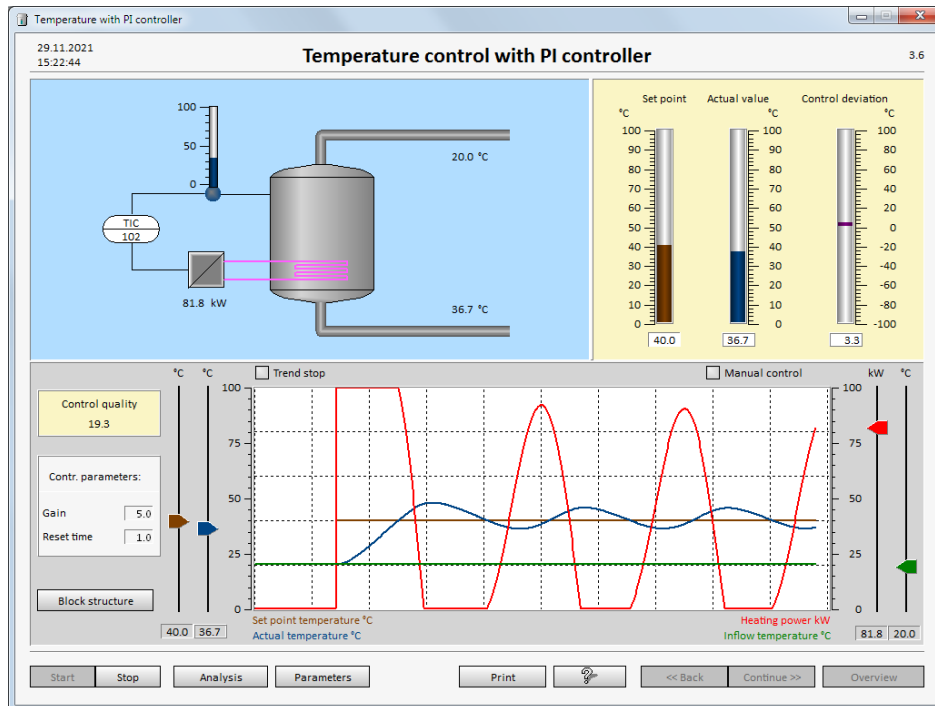 Temperature with PI controller
29.11.2021
15:22:44
Temperature control with PI controller
3.6
100
50
0
20.0 °C
TIC
102
81.8 kW
36.7 °C
Set point Actual value Control deviation
°C °C °C
100 100 100
90 90 80
80 80 60
70 70 40
60 60 20
50 50 0
40 40 -20
30 30 -40
20 20 -60
10 10 -80
0 0 -100
40.0 36.7 3.3
°C °C Trend stop Manual control kW °C
Control quality
19.3
Contr. parameters:
Gain 5.0
Reset time 1.0
Block structure
100 100
75 75
50 50
25 25
0 0
40.0 36.7
Set point temperature °C Heating power kW
Actual temperature °C Inflow temperature °C
81.8 20.0
Start Stop Analysis Parameters Print ? << Back Continue >> Overview